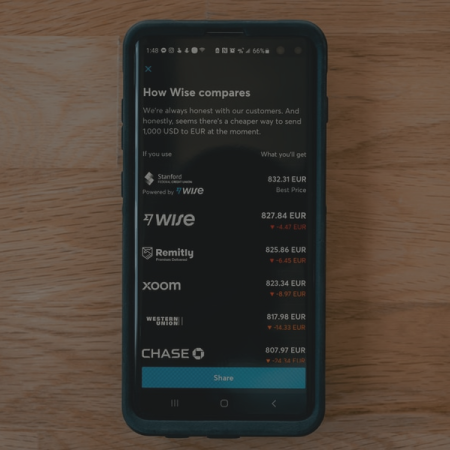 1:48 66%
How Wise compares
We're always honest with our customers. And
honestly, seems there's a cheaper way to send
1,000 USD to EUR at the moment.
If you use What you'll get
Stanford 832.31 EUR
FEDERAL CREDIT UNION
Powered by WISE Best Price
WISE 827.84 EUR
▼ -4.47 EUR
Remitly 825.86 EUR
▼ -6.45 EUR
xoom 823.34 EUR
▼ -8.97 EUR
WESTERN 817.98 EUR
UNION
▼ -14.33 EUR
CHASE 807.97 EUR
EUR
Share